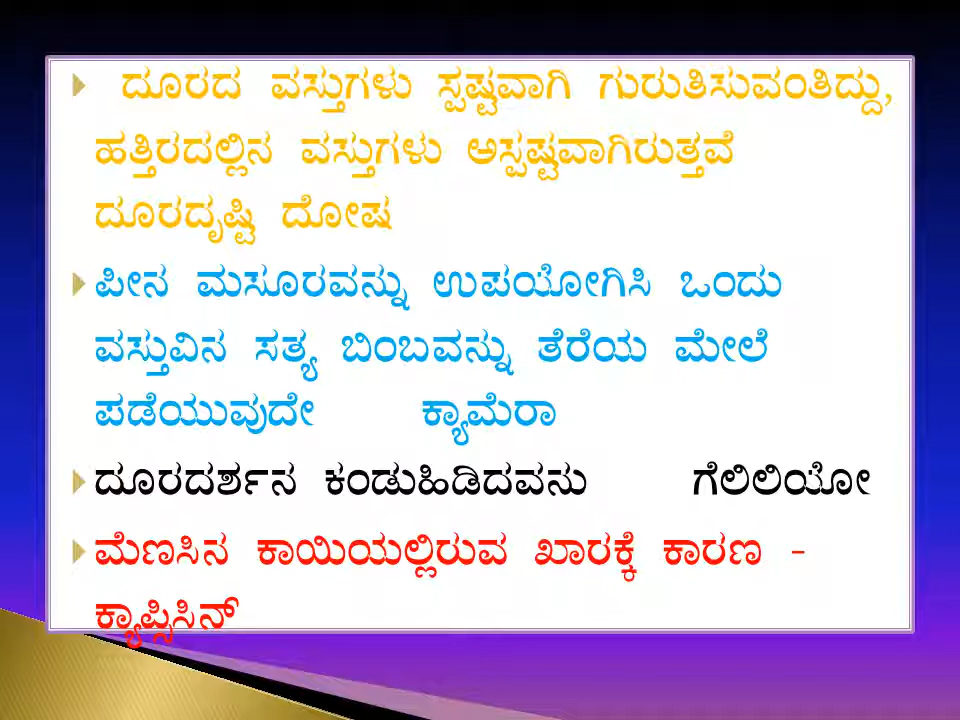 ದೂರದ ವಸ್ತುಗಳು ಸ್ಪಷ್ಟವಾಗಿ ಗುರುತಿಸುವಂತಿದ್ದು,
ಹತ್ತಿರದಲ್ಲಿನ ವಸ್ತುಗಳು ಅಸ್ಪಷ್ಟವಾಗಿರುತ್ತವೆ
ದೂರದೃಷ್ಟಿ ದೋಷ
ಪೀನ ಮಸೂರವನ್ನು ಉಪಯೋಗಿಸಿ ಒಂದು
ವಸ್ತುವಿನ ಸತ್ಯ ಬಿಂಬವನ್ನು ತೆರೆಯ ಮೇಲೆ
ಪಡೆಯುವುದೇ ಕ್ಯಾಮೆರಾ
ದೂರದರ್ಶನ ಕಂಡುಹಿಡಿದವನು ಗೆಲಿಲಿಯೋ
ಮೆಣಸಿನ ಕಾಯಿಯಲ್ಲಿರುವ ಖಾರಕ್ಕೆ ಕಾರಣ -
ಕ್ಯಾಪ್ಸಿಸಿನ್